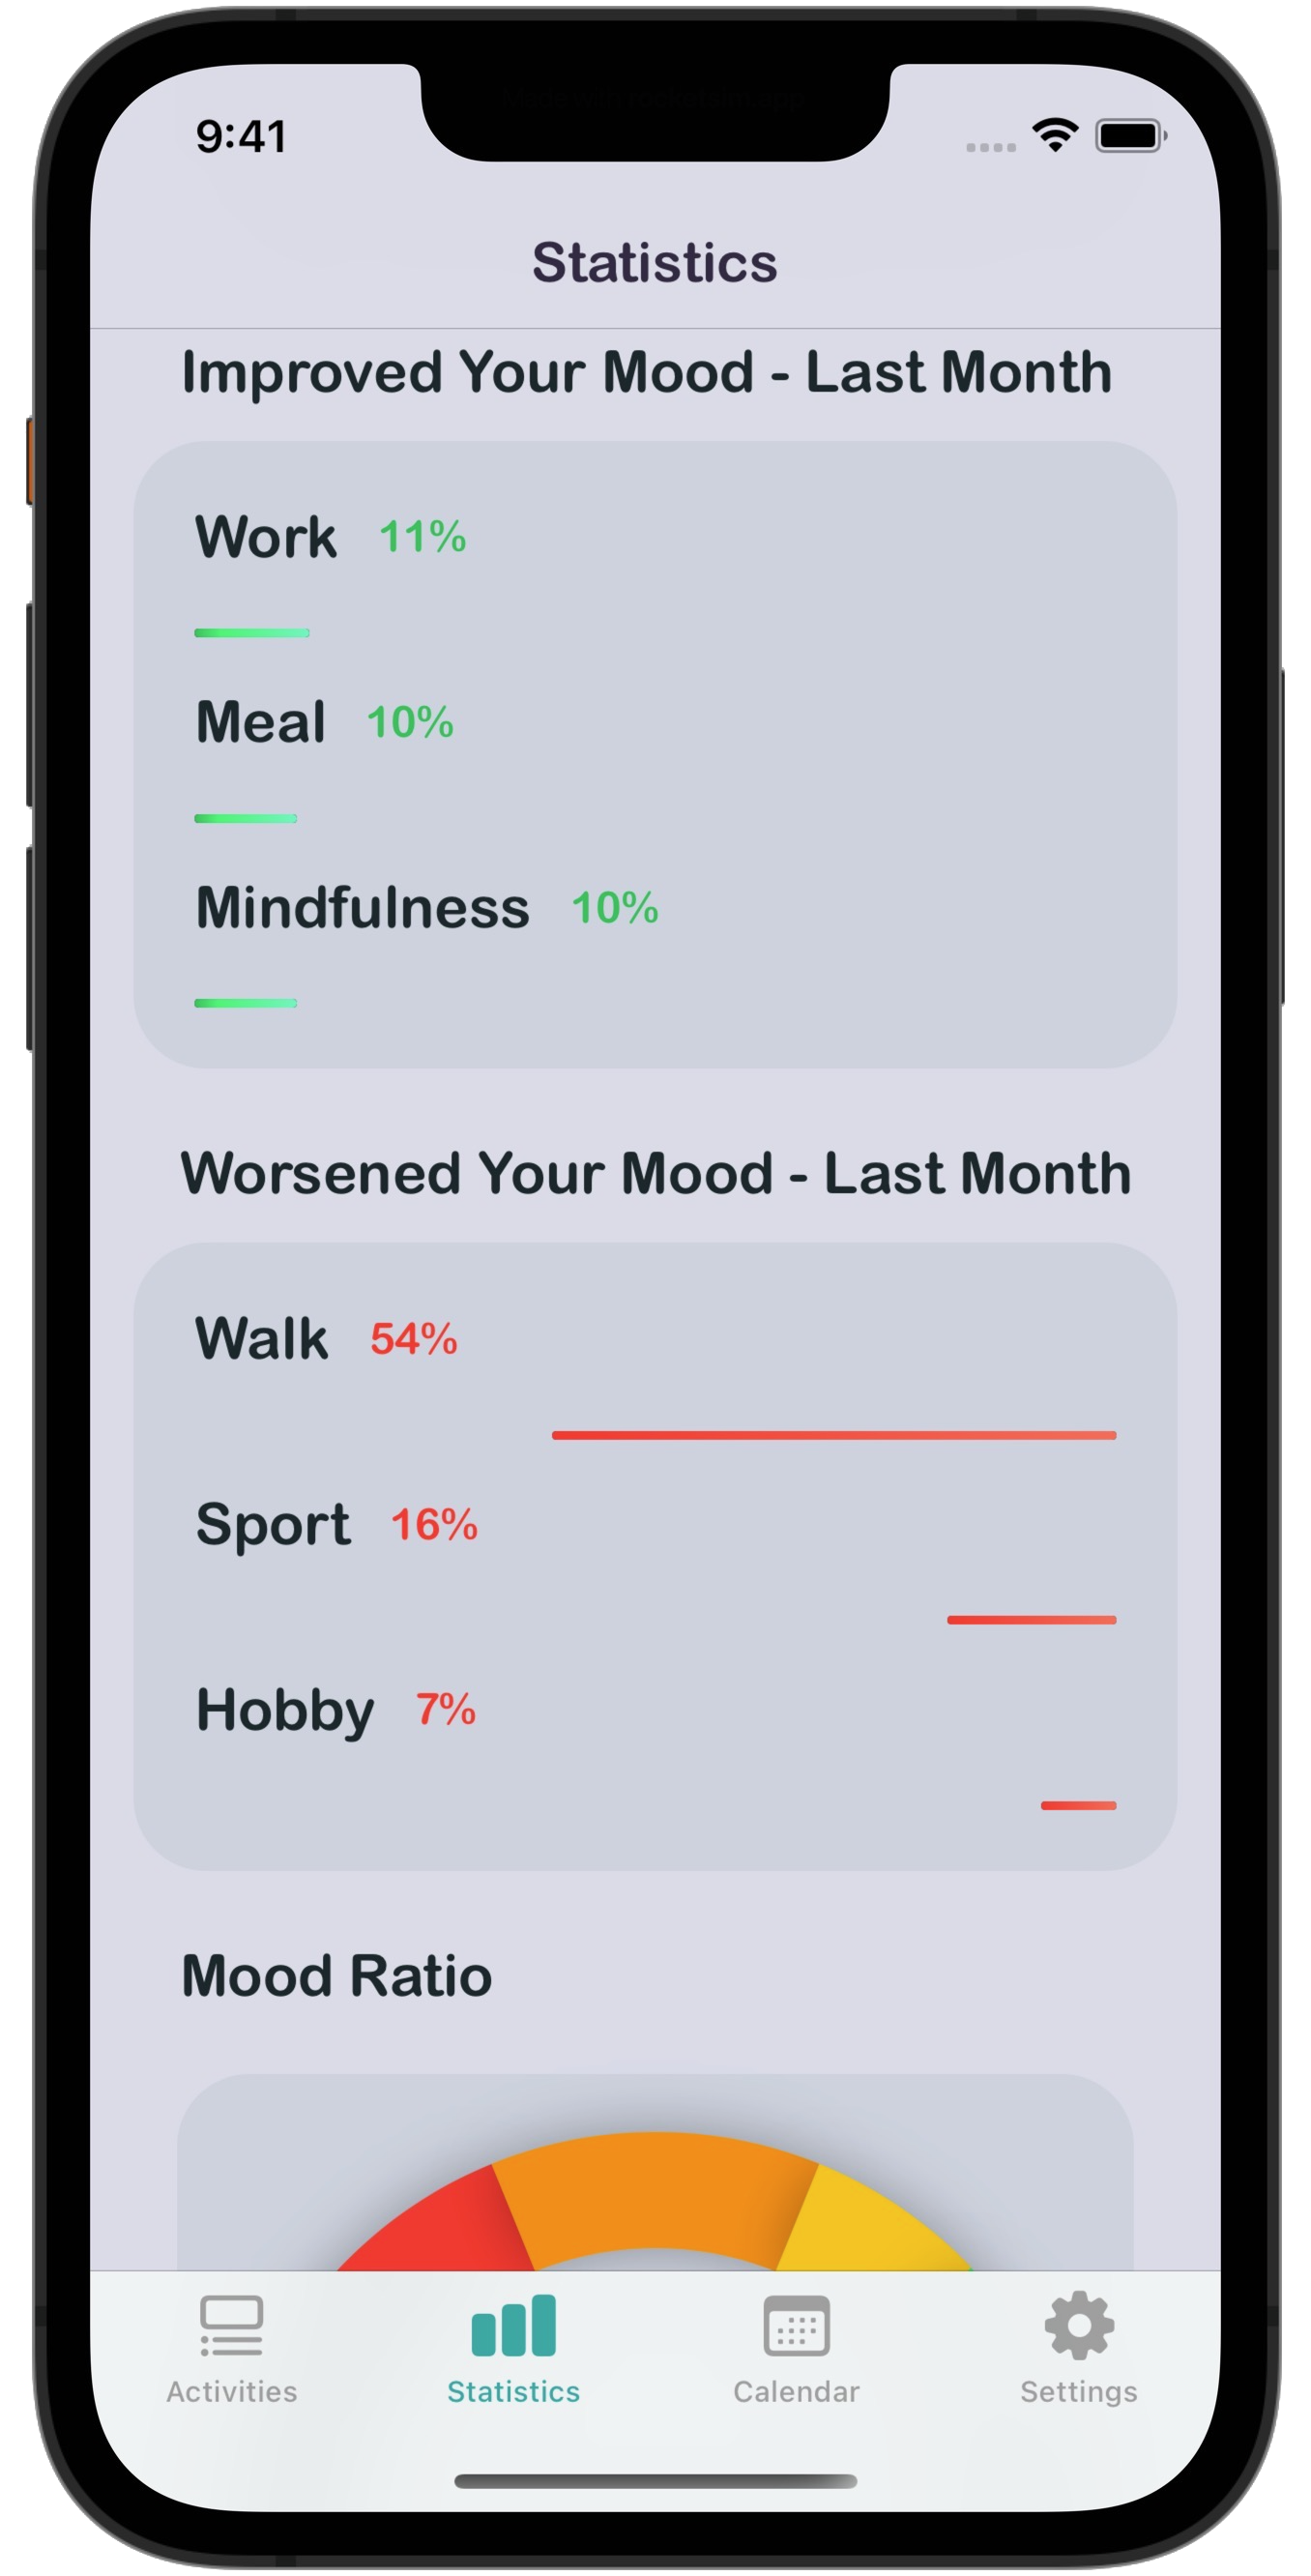 9:41
Statistics
Improved Your Mood - Last Month
Work 11%
Meal 10%
Mindfulness 10%
Worsened Your Mood - Last Month
Walk 54%
Sport 16%
Hobby 7%
Mood Ratio
Activities Statistics Calendar Settings